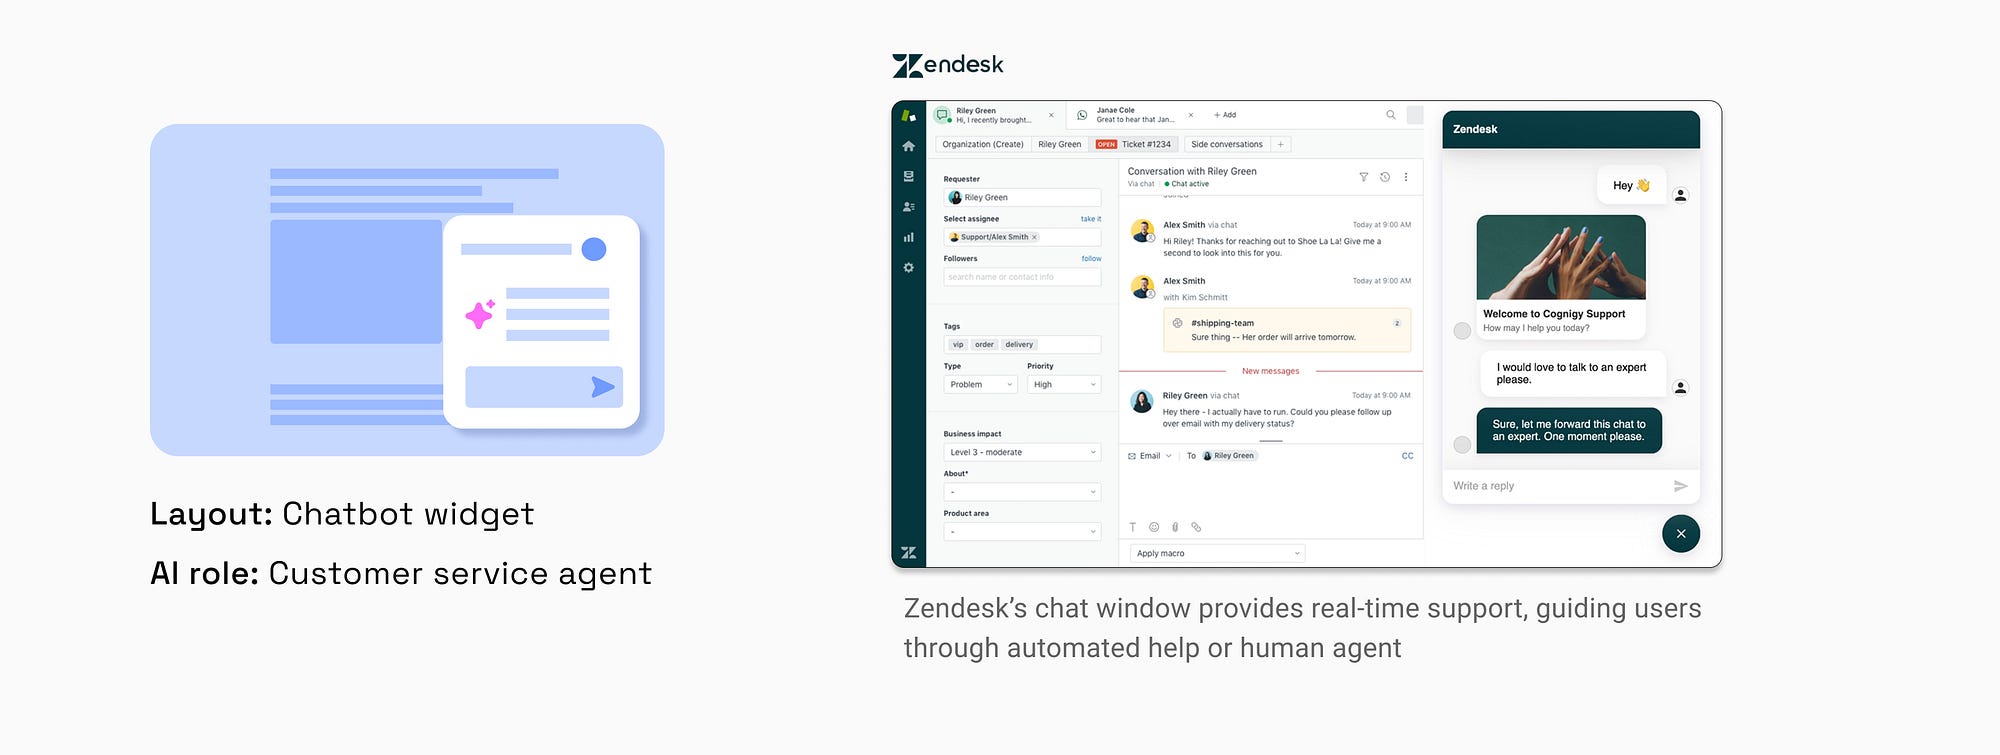 Layout: Chatbot widget
AI role: Customer service agent
Zendesk
Riley Green
Hi, I recently brought...
×
Janae Cole
Great to hear that Jan...
×
+ Add
Organization (Create)
Riley Green
OPEN Ticket #1234
Side conversations
+
Requester
Riley Green
Select assignee
take it
Support/Alex Smith ×
Followers
follow
search name or contact info
Tags
vip order delivery
Type
Priority
Problem
High
Business impact
Level 3 - moderate
About*
-
Product area
-
Conversation with Riley Green
Via chat
Chat active
Alex Smith via chat
Today at 9:00 AM
Hi Riley! Thanks for reaching out to Shoe La La! Give me a
second to look into this for you.
Alex Smith
Today at 9:00 AM
with Kim Schmitt
#shipping-team
2
Sure thing -- Her order will arrive tomorrow.
New messages
Riley Green via chat
Today at 9:00 AM
Hey there - I actually have to run. Could you please follow up
over email with my delivery status?
Email
To
Riley Green
CC
T
Apply macro
Zendesk
Hey 👋
Welcome to Cognigy Support
How may I help you today?
I would love to talk to an expert
please.
Sure, let me forward this chat to
an expert. One moment please.
Write a reply
×
Zendesk’s chat window provides real-time support, guiding users
through automated help or human agent